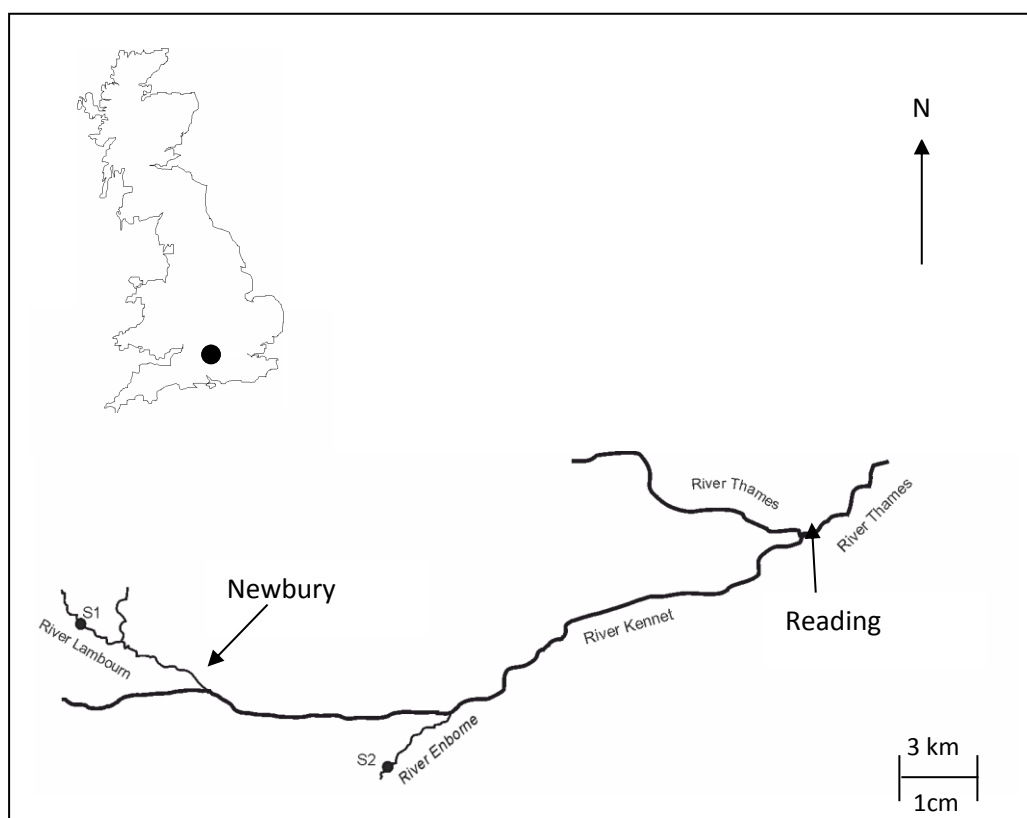 N
River Thames
River Thames
Newbury
S1
River Lambourn
River Kennet
Reading
S2
River Enborne
3 km
1cm